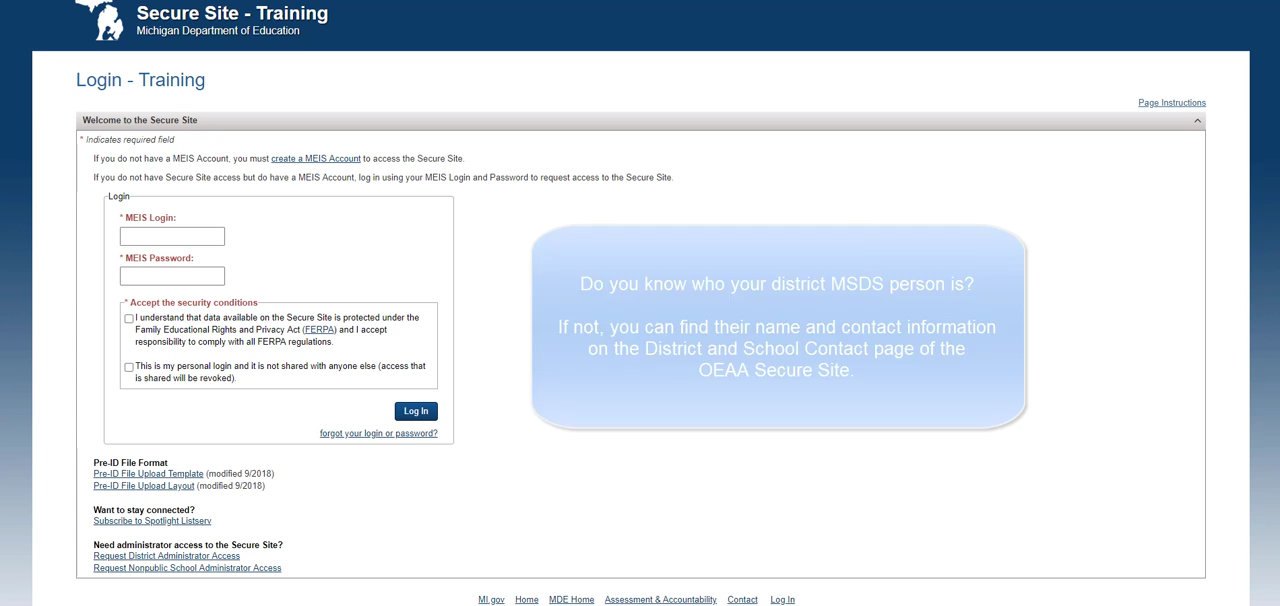 Secure Site - Training
Michigan Department of Education
Login - Training
Page Instructions
Welcome to the Secure Site
* Indicates required field
If you do not have a MEIS Account, you must create a MEIS Account to access the Secure Site.
If you do not have Secure Site access but do have a MEIS Account, log in using your MEIS Login and Password to request access to the Secure Site.
Login
* MEIS Login:
* MEIS Password:
* Accept the security conditions
I understand that data available on the Secure Site is protected under the
Family Educational Rights and Privacy Act (FERPA) and I accept
responsibility to comply with all FERPA regulations.
This is my personal login and it is not shared with anyone else (access that
is shared will be revoked).
Log In
forgot your login or password?
Do you know who your district MSDS person is?
If not, you can find their name and contact information
on the District and School Contact page of the
OEAA Secure Site.
Pre-ID File Format
Pre-ID File Upload Template (modified 9/2018)
Pre-ID File Upload Layout (modified 9/2018)
Want to stay connected?
Subscribe to Spotlight Listserv
Need administrator access to the Secure Site?
Request District Administrator Access
Request Nonpublic School Administrator Access
MI.gov Home MDE Home Assessment & Accountability Contact Log In